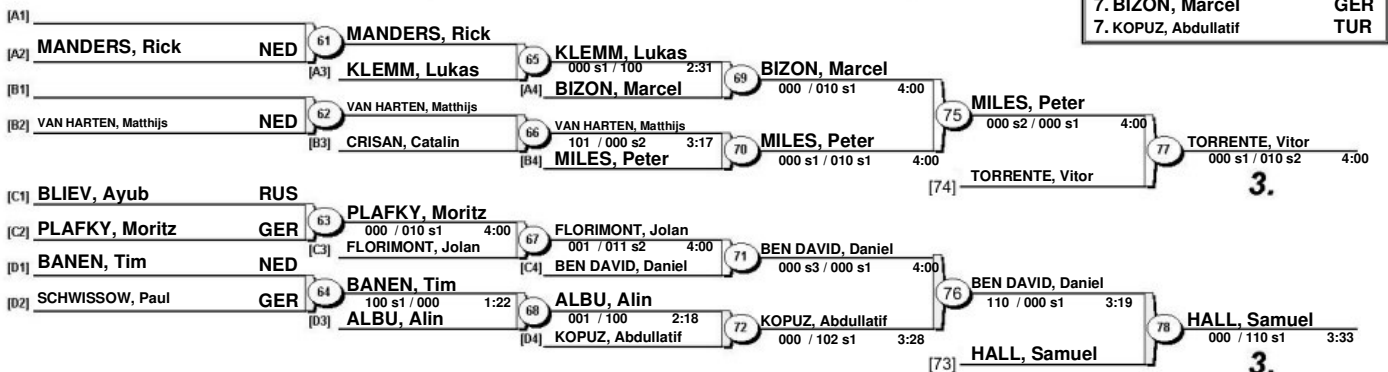 7. BIZON, Marcel GER
7. KOPUZ, Abdullatif TUR
[A1]
[A2] MANDERS, Rick NED
61
MANDERS, Rick
[A3] KLEMM, Lukas
65
KLEMM, Lukas
000 s1 / 100 2:31
[A4] BIZON, Marcel
69
BIZON, Marcel
000 / 010 s1 4:00
[B1]
[B2] VAN HARTEN, Matthijs NED
62
VAN HARTEN, Matthijs
[B3] CRISAN, Catalin
66
VAN HARTEN, Matthijs
101 / 000 s2 3:17
[B4] MILES, Peter
70
MILES, Peter
000 s1 / 010 s1 4:00
75
MILES, Peter
000 s2 / 000 s1 4:00
[74] TORRENTE, Vitor
77
TORRENTE, Vitor
000 s1 / 010 s2 4:00
3.
[C1] BLIEV, Ayub RUS
[C2] PLAFKY, Moritz GER
63
PLAFKY, Moritz
000 / 010 s1 4:00
[C3] FLORIMONT, Jolan
67
FLORIMONT, Jolan
001 / 011 s2 4:00
[C4] BEN DAVID, Daniel
71
BEN DAVID, Daniel
000 s3 / 000 s1 4:00
[D1] BANEN, Tim NED
[D2] SCHWISSOW, Paul GER
64
BANEN, Tim
100 s1 / 000 1:22
[D3] ALBU, Alin
68
ALBU, Alin
001 / 100 2:18
[D4] KOPUZ, Abdullatif
72
KOPUZ, Abdullatif
000 / 102 s1 3:28
76
BEN DAVID, Daniel
110 / 000 s1 3:19
[73] HALL, Samuel
78
HALL, Samuel
000 / 110 s1 3:33
3.